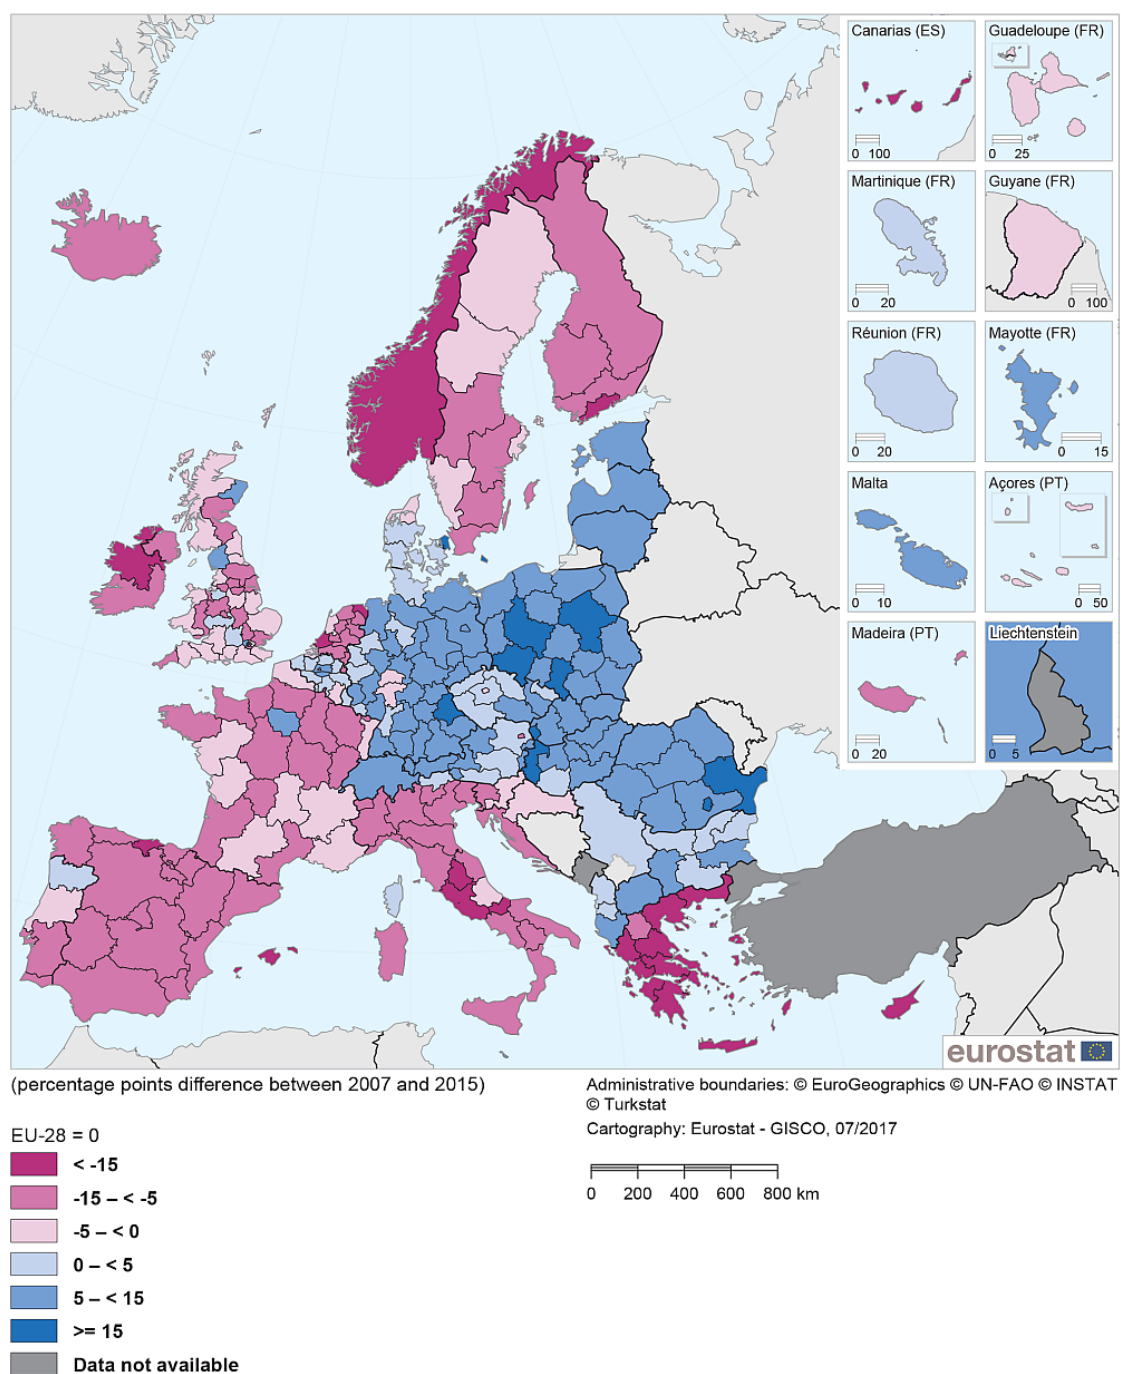 Canarias (ES)
0 100
Guadeloupe (FR)
0 25
Martinique (FR)
0 20
Guyane (FR)
0 100
Réunion (FR)
0 20
Mayotte (FR)
0 15
Malta
0 10
Açores (PT)
0 50
Madeira (PT)
0 20
Liechtenstein
0 5
eurostat
(percentage points difference between 2007 and 2015)
Administrative boundaries: © EuroGeographics © UN-FAO © INSTAT
© Turkstat
Cartography: Eurostat - GISCO, 07/2017
0 200 400 600 800 km
EU-28 = 0
< -15
-15 – < -5
-5 – < 0
0 – < 5
5 – < 15
>= 15
Data not available